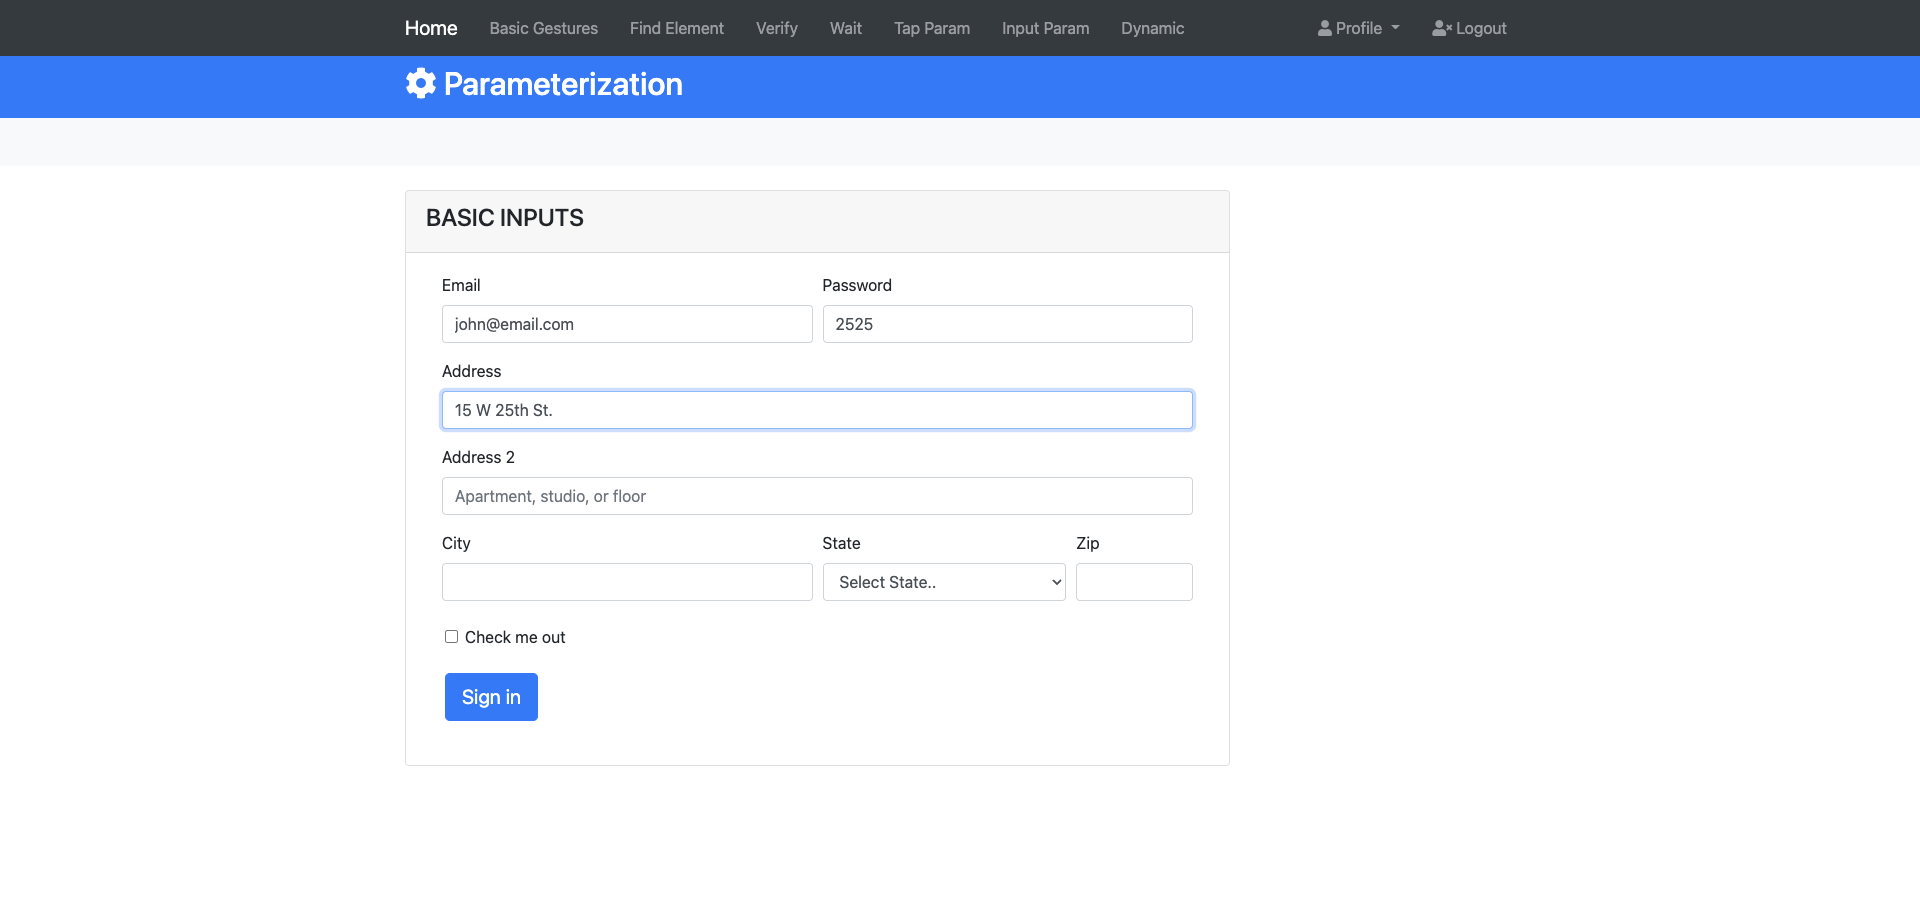 Home Basic Gestures Find Element Verify Wait Tap Param Input Param Dynamic Profile Logout
Parameterization
BASIC INPUTS
Email Password
john@email.com 2525
Address
15 W 25th St.
Address 2
Apartment, studio, or floor
City State Zip
Select State..
Check me out
Sign in